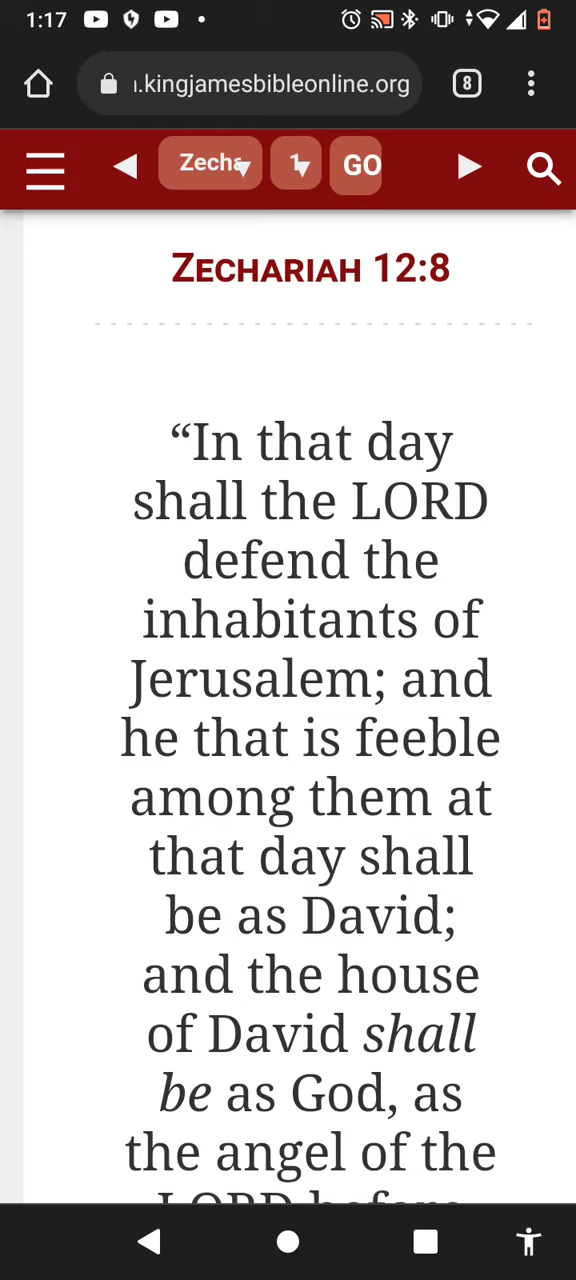 1:17
.kingjamesbibleonline.org
8
GO
ZECHARIAH 12:8
“In that day
shall the LORD
defend the
inhabitants of
Jerusalem; and
he that is feeble
among them at
that day shall
be as David;
and the house
of David shall
be as God, as
the angel of the
LORD before